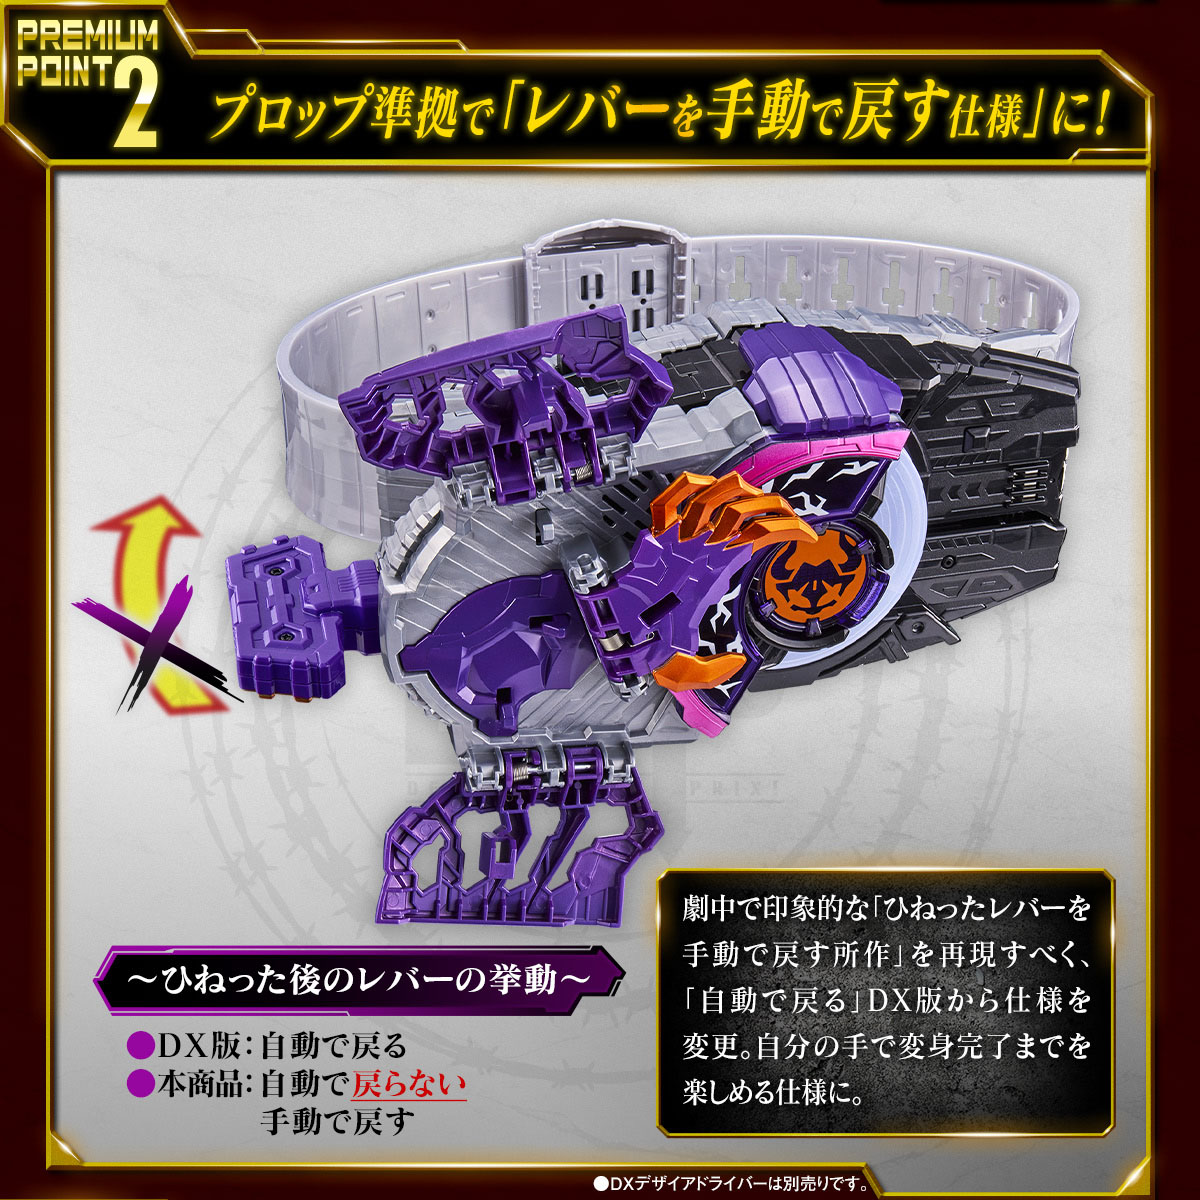 PREMIUM
POINT 2
プロップ準拠で「レバーを手動で戻す仕様」に!
PRIX!
～ひねった後のレバーの挙動～
●DX版：自動で戻る
●本商品：自動で戻らない
手動で戻す
劇中で印象的な「ひねったレバーを
手動で戻す所作」を再現すべく、
「自動で戻る」DX版から仕様を
変更。自分の手で変身完了までを
楽しめる仕様に。
●DXデザイアドライバーは別売りです。